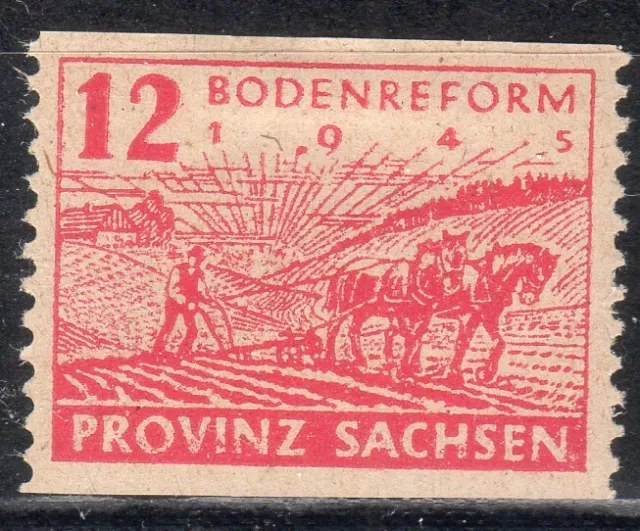 12
BODENREFORM
1 9 4 5
PROVINZ SACHSEN